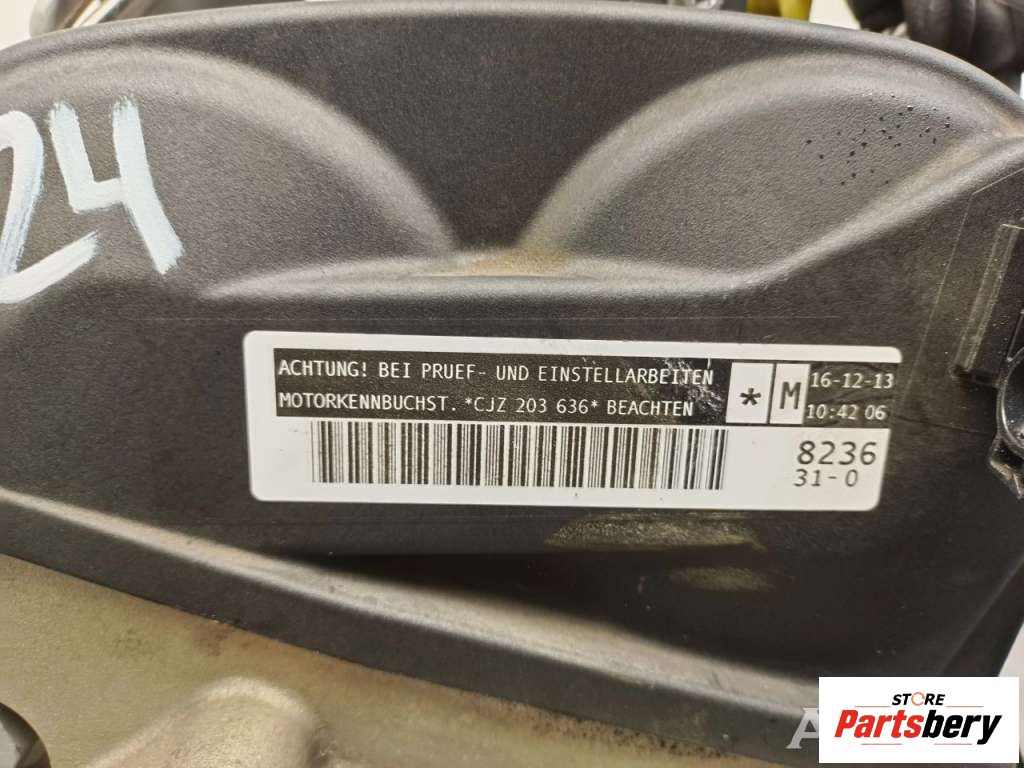 24
ACHTUNG! BEI PRUEF- UND EINSTELLARBEITEN
MOTORKENNBUCHST. *CJZ 203 636* BEACHTEN
* M
16-12-13
10:42 06
8236
31-0
STORE
Partsbery